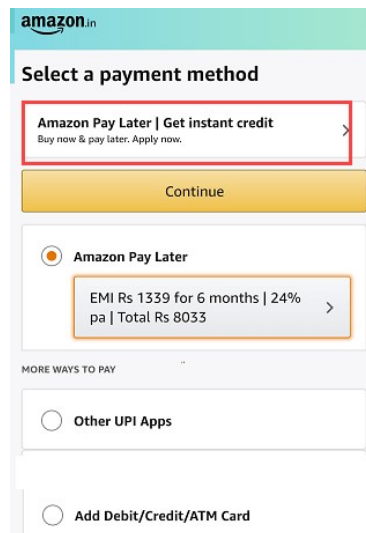 amazon.in
Select a payment method
Amazon Pay Later | Get instant credit
Buy now & pay later. Apply now.
Continue
Amazon Pay Later
EMI Rs 1339 for 6 months | 24%
pa | Total Rs 8033
MORE WAYS TO PAY
Other UPI Apps
Add Debit/Credit/ATM Card